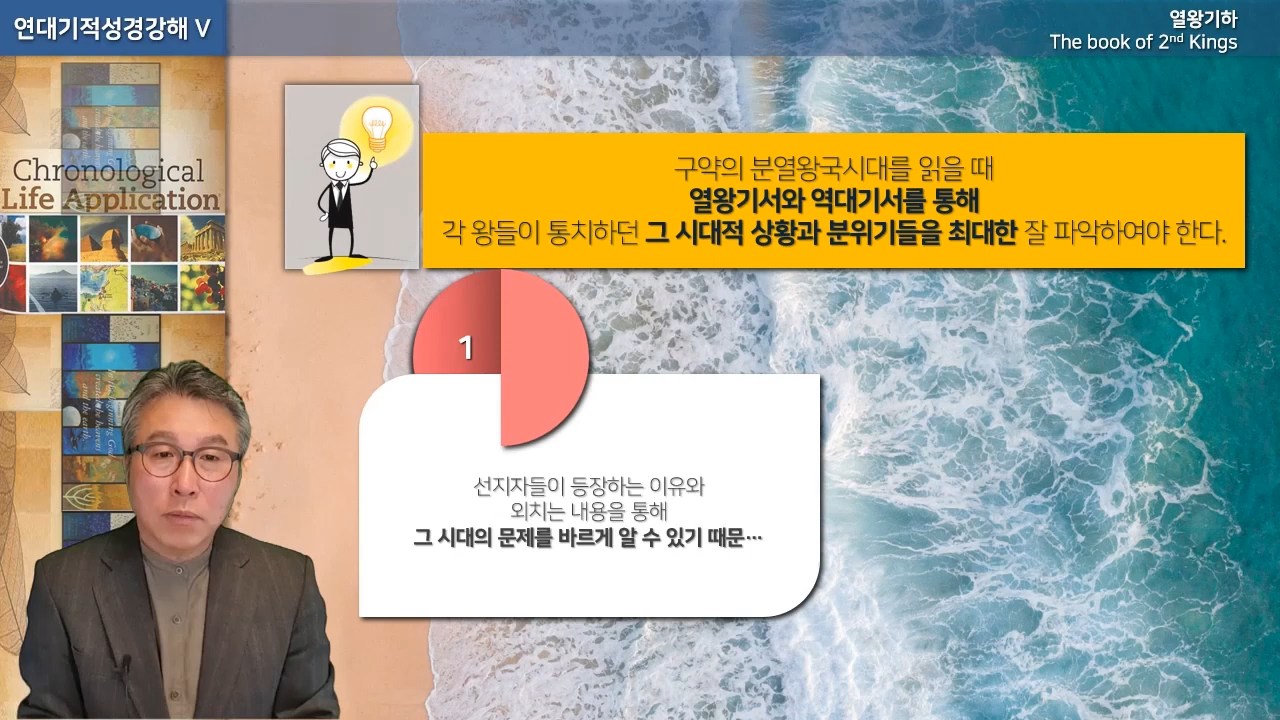 연대기적성경강해 V
열왕기하
The book of 2nd Kings
Chronological
Life Application
구약의 분열왕국시대를 읽을 때
열왕기서와 역대기서를 통해
각 왕들이 통치하던 그 시대적 상황과 분위기들을 최대한 잘 파악하여야 한다.
1
선지자들이 등장하는 이유와
외치는 내용을 통해
그 시대의 문제를 바르게 알 수 있기 때문…